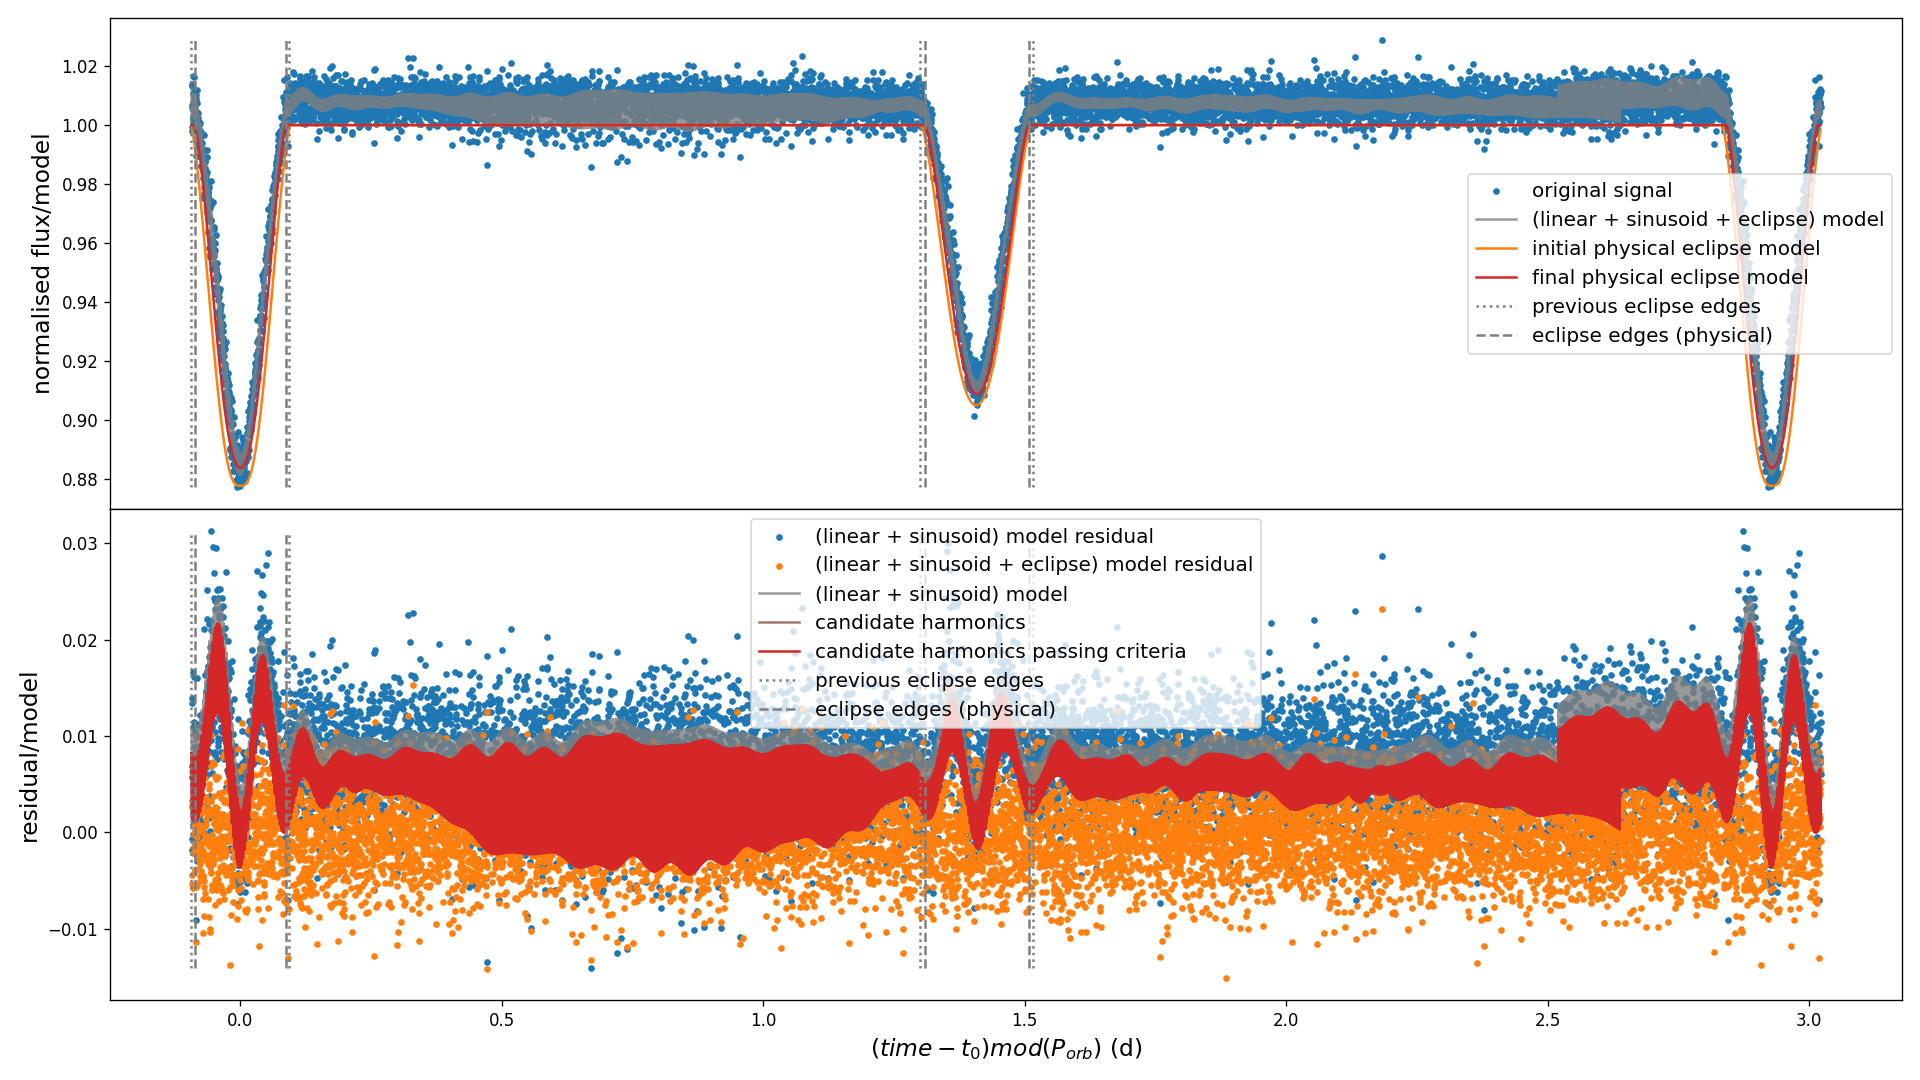 normalised flux/model
1.02
1.00
0.98
0.96
0.94
0.92
0.90
0.88
original signal
(linear + sinusoid + eclipse) model
initial physical eclipse model
final physical eclipse model
previous eclipse edges
eclipse edges (physical)
residual/model
0.03
0.02
0.01
0.00
−0.01
(linear + sinusoid) model residual
(linear + sinusoid + eclipse) model residual
(linear + sinusoid) model
candidate harmonics
candidate harmonics passing criteria
previous eclipse edges
eclipse edges (physical)
0.0 0.5 1.0 1.5 2.0 2.5 3.0
(time − t₀)mod(P_orb) (d)